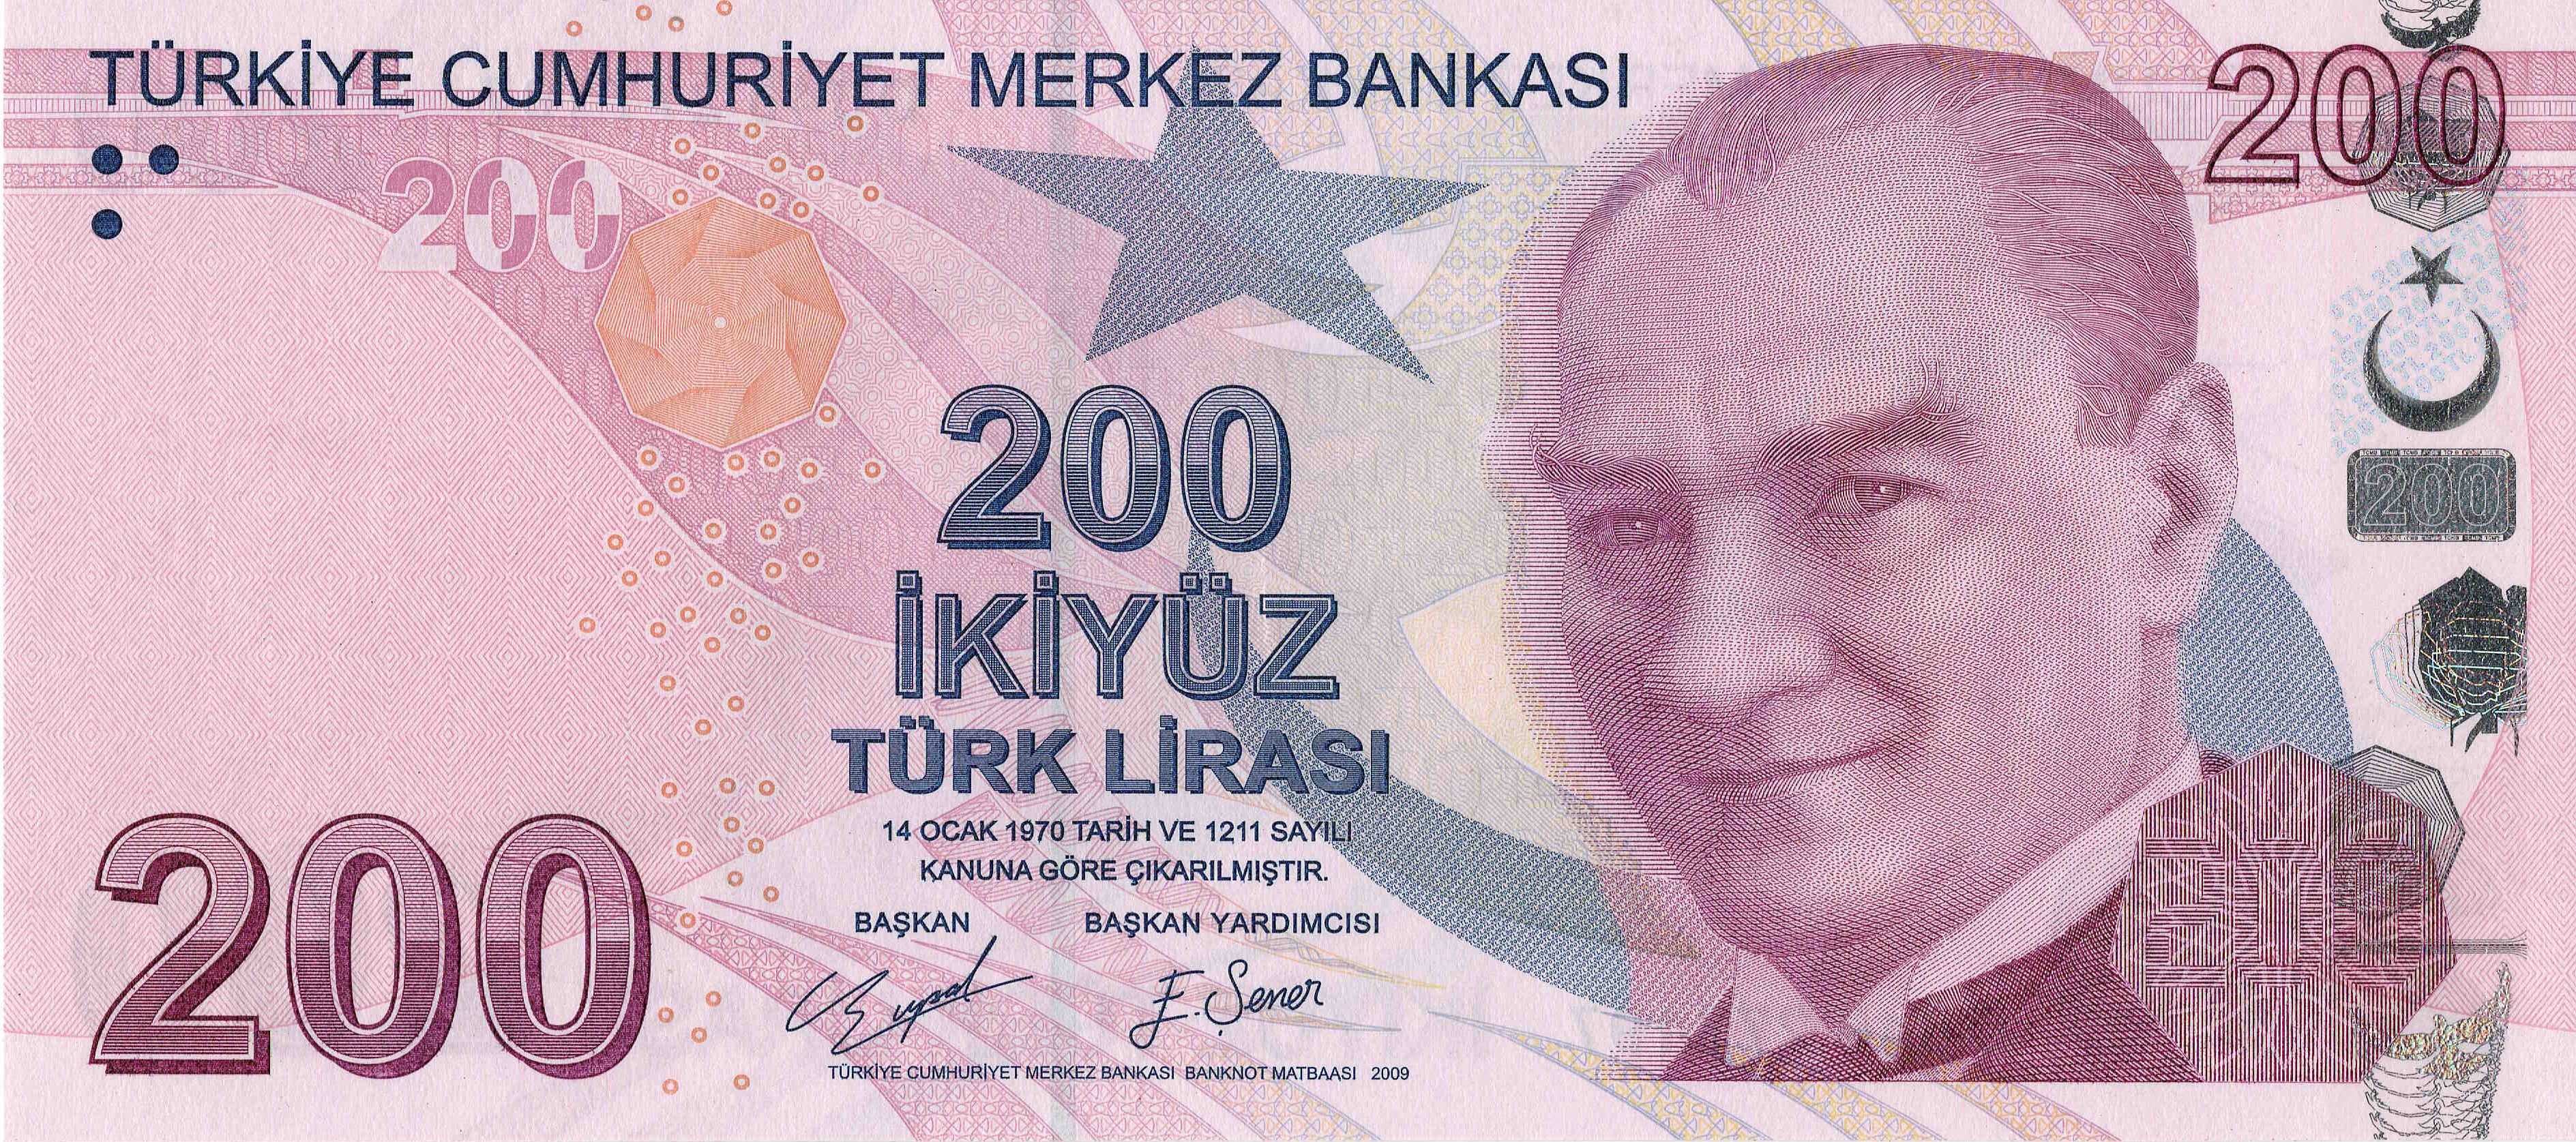 TÜRKİYE CUMHURİYET MERKEZ BANKASI
200
200
200
200
İKİYÜZ
TÜRK LİRASI
200
14 OCAK 1970 TARİH VE 1211 SAYILI
KANUNA GÖRE ÇIKARILMIŞTIR.
BAŞKAN BAŞKAN YARDIMCISI
E. Şener
TÜRKİYE CUMHURİYET MERKEZ BANKASI BANKNOT MATBAASI 2009